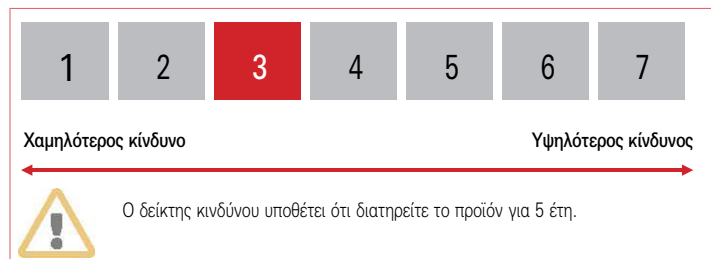 1 2 3 4 5 6 7
Χαμηλότερος κίνδυνο Υψηλότερος κίνδυνος
Ο δείκτης κινδύνου υποθέτει ότι διατηρείτε το προϊόν για 5 έτη.